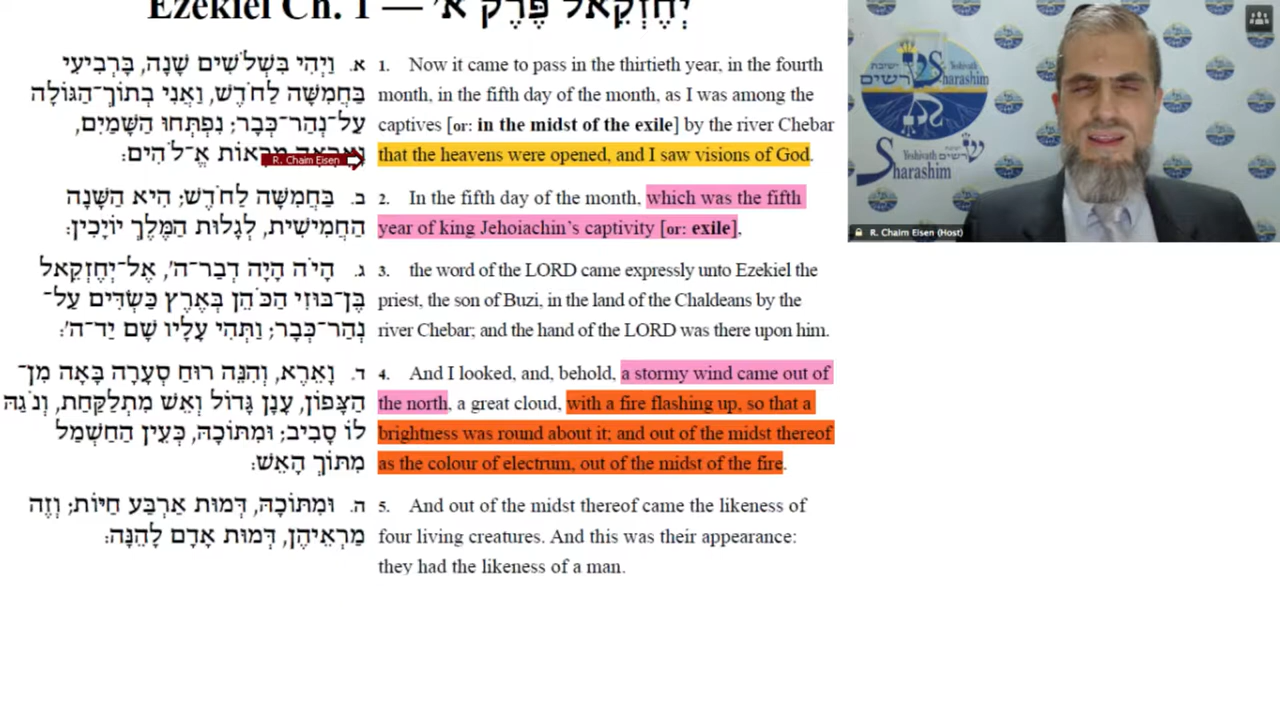 Ezekiel Ch. 1 — יְחֶזְקֵאל פֶּרֶק א'
א. וַיְהִי בִּשְׁלֹשִׁים שָׁנָה, בָּרְבִיעִי
בַּחֲמִשָּׁה לַחֹדֶשׁ, וַאֲנִי בְתוֹךְ־הַגּוֹלָה
עַל־נְהַר־כְּבָר; נִפְתְּחוּ הַשָּׁמַיִם,
מַרְאוֹת אֱ־לֹהִים:
R. Chaim Eisen
1. Now it came to pass in the thirtieth year, in the fourth
month, in the fifth day of the month, as I was among the
captives [or: in the midst of the exile] by the river Chebar
that the heavens were opened, and I saw visions of God.
ב. בַּחֲמִשָּׁה לַחֹדֶשׁ; הִיא הַשָּׁנָה
הַחֲמִישִׁית, לְגָלוּת הַמֶּלֶךְ יוֹיָכִין:
2. In the fifth day of the month, which was the fifth
year of king Jehoiachin's captivity [or: exile].
ג. הָיֹה הָיָה דְבַר־ה', אֶל־יְחֶזְקֵאל
בֶּן־בּוּזִי הַכֹּהֵן בְּאֶרֶץ כַּשְׂדִּים עַל־
נְהַר־כְּבָר; וַתְּהִי עָלָיו שָׁם יַד־ה':
3. the word of the LORD came expressly unto Ezekiel the
priest, the son of Buzi, in the land of the Chaldeans by the
river Chebar; and the hand of the LORD was there upon him.
ד. וָאֵרֶא, וְהִנֵּה רוּחַ סְעָרָה בָּאָה מִן־
הַצָּפוֹן, עָנָן גָּדוֹל וְאֵשׁ מִתְלַקַּחַת, וְנֹגַהּ
לוֹ סָבִיב; וּמִתּוֹכָהּ, כְּעֵין הַחַשְׁמַל
מִתּוֹךְ הָאֵשׁ:
4. And I looked, and, behold, a stormy wind came out of
the north, a great cloud, with a fire flashing up, so that a
brightness was round about it; and out of the midst thereof
as the colour of electrum, out of the midst of the fire.
ה. וּמִתּוֹכָהּ, דְּמוּת אַרְבַּע חַיּוֹת; וְזֶה
מַרְאֵיהֶן, דְּמוּת אָדָם לָהֵנָּה:
5. And out of the midst thereof came the likeness of
four living creatures. And this was their appearance:
they had the likeness of a man.
ישיבת
שרשים
Yeshivath
Sharashim
Yeshivath
Sharashim
R. Chaim Eisen (Host)